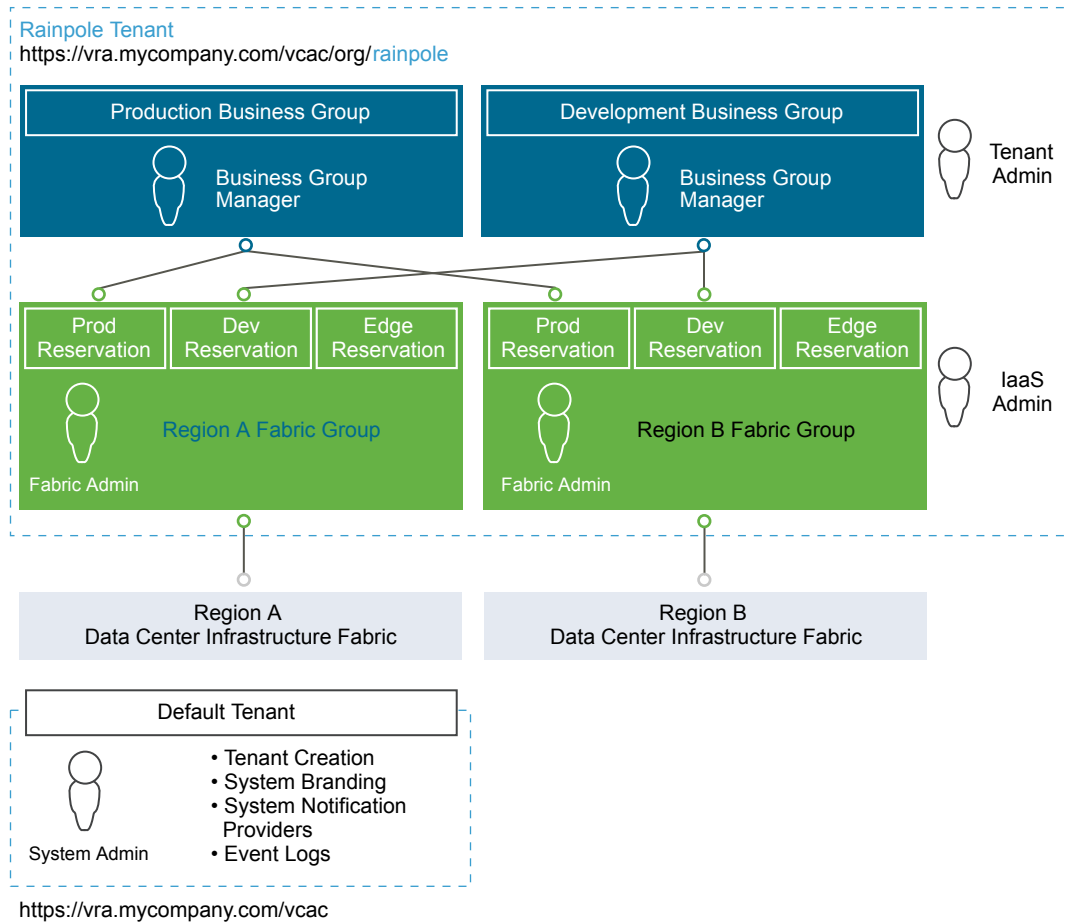 Rainpole Tenant
https://vra.mycompany.com/vcac/org/rainpole
Production Business Group
Business Group
Manager
Development Business Group
Business Group
Manager
Tenant
Admin
Prod
Reservation
Dev
Reservation
Edge
Reservation
Region A Fabric Group
Fabric Admin
Prod
Reservation
Dev
Reservation
Edge
Reservation
Region B Fabric Group
Fabric Admin
IaaS
Admin
Region A
Data Center Infrastructure Fabric
Region B
Data Center Infrastructure Fabric
Default Tenant
• Tenant Creation
• System Branding
• System Notification
Providers
• Event Logs
System Admin
https://vra.mycompany.com/vcac